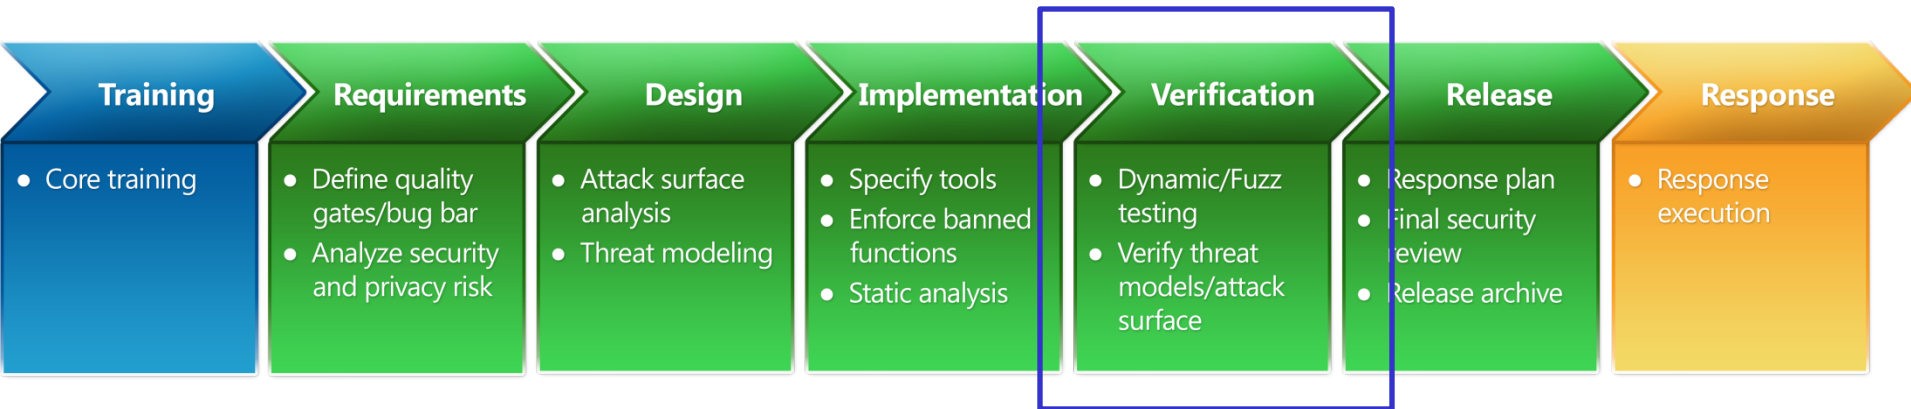 Training
Requirements
Design
Implementation
Verification
Release
Response
● Core training
● Define quality
gates/bug bar
● Analyze security
and privacy risk
● Attack surface
analysis
● Threat modeling
● Specify tools
● Enforce banned
functions
● Static analysis
● Dynamic/Fuzz
testing
● Verify threat
models/attack
surface
● Response plan
● Final security
review
● Release archive
● Response
execution